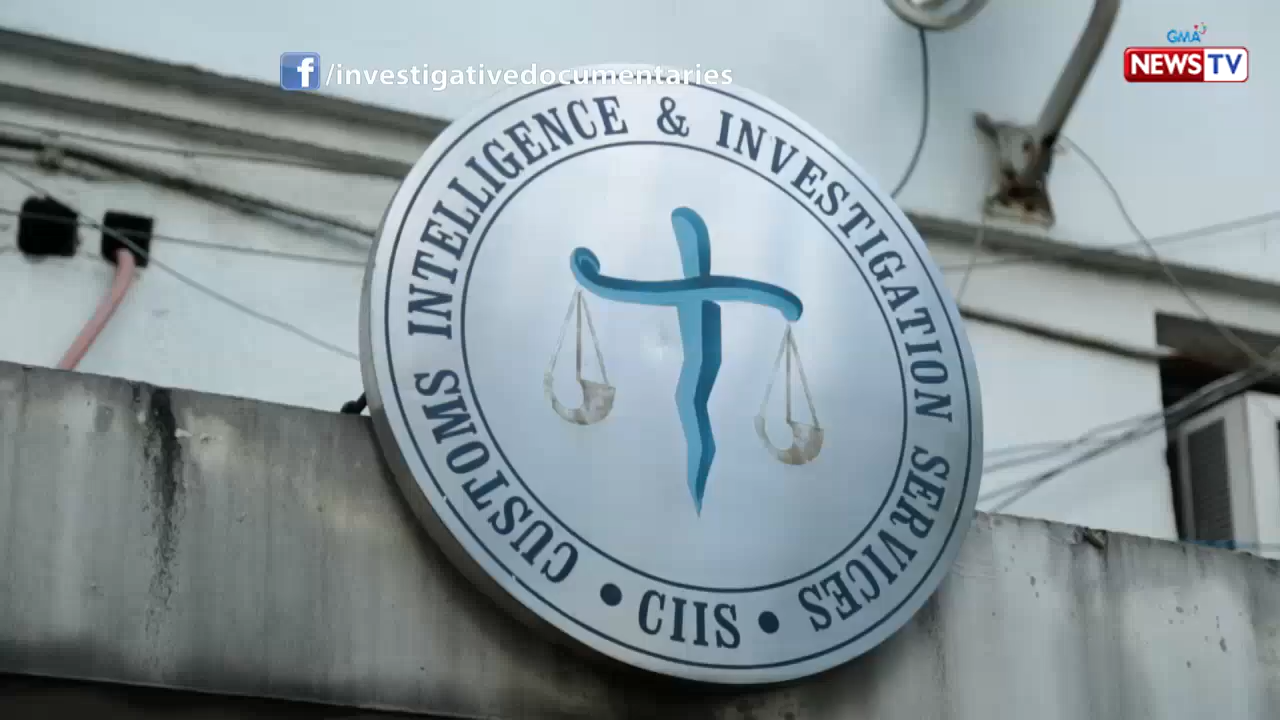 GMA
NEWS TV
f/investigativedocumentaries
CUSTOMS INTELLIGENCE & INVESTIGATION SERVICES
• CIIS •